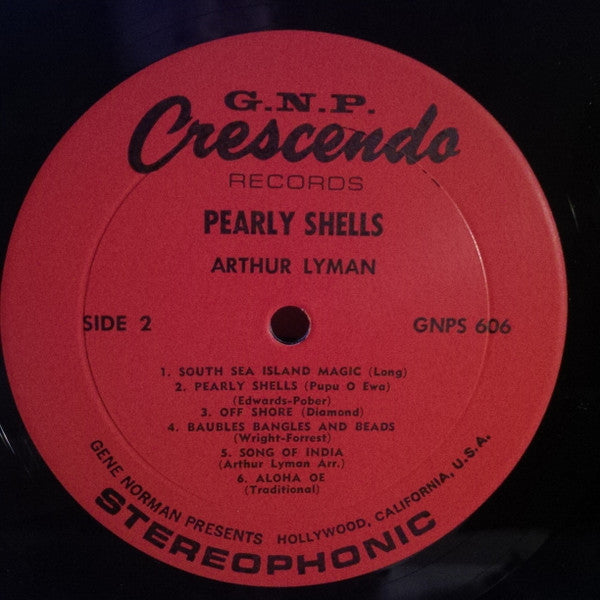 G.N.P.
Crescendo
RECORDS
PEARLY SHELLS
ARTHUR LYMAN
SIDE 2
GNPS 606
1. SOUTH SEA ISLAND MAGIC (Long)
2. PEARLY SHELLS (Pupu O Ewa)
(Edwards-Pober)
3. OFF SHORE (Diamond)
4. BAUBLES BANGLES AND BEADS
(Wright-Forrest)
5. SONG OF INDIA
(Arthur Lyman Arr.)
6. ALOHA OE
(Traditional)
GENE NORMAN PRESENTS HOLLYWOOD, CALIFORNIA, U.S.A.
STEREOPHONIC